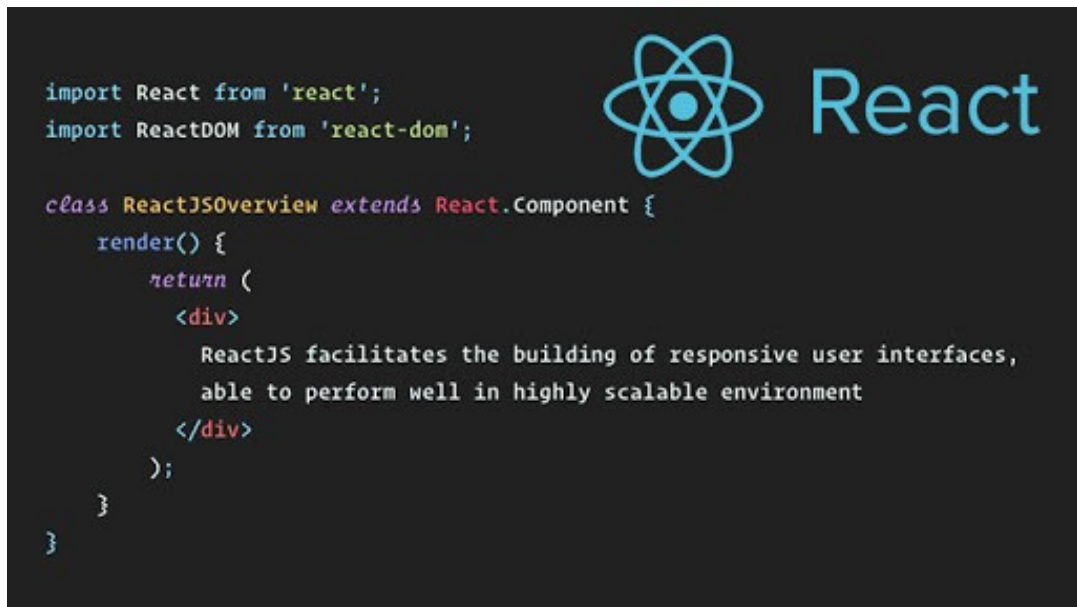 React
import React from 'react';
import ReactDOM from 'react-dom';
class ReactJSOverview extends React.Component {
render() {
return (
<div>
ReactJS facilitates the building of responsive user interfaces,
able to perform well in highly scalable environment
</div>
);
}
}